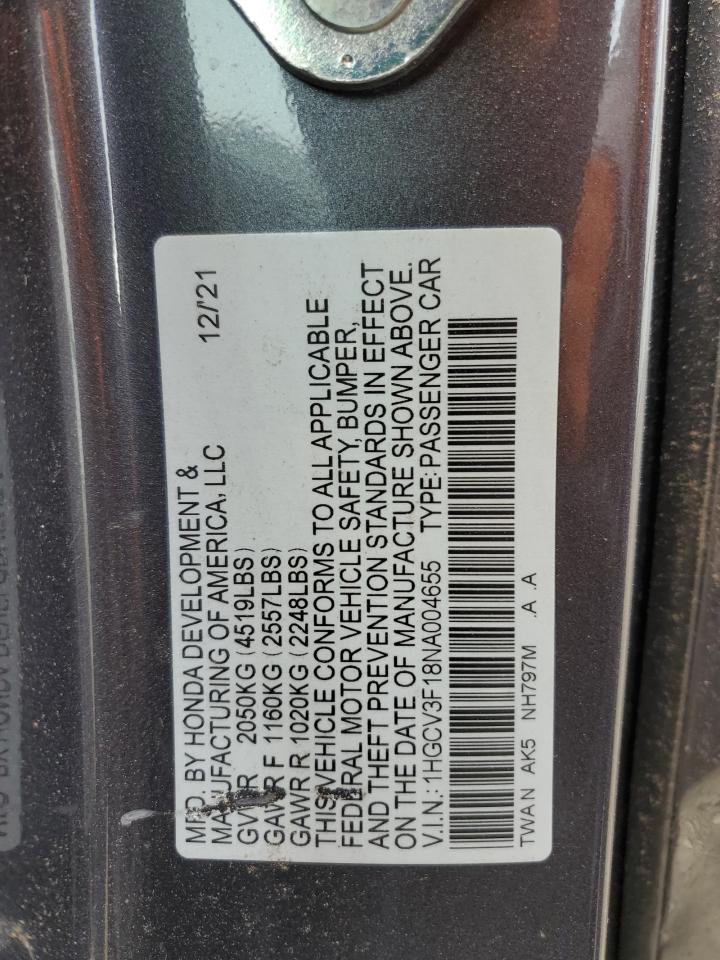 MFD. BY HONDA DEVELOPMENT &
MANUFACTURING OF AMERICA, LLC 12/'21
GVWR 2050KG (4519LBS)
GAWR F 1160KG (2557LBS)
GAWR R 1020KG (2248LBS)
THIS VEHICLE CONFORMS TO ALL APPLICABLE
FEDERAL MOTOR VEHICLE SAFETY, BUMPER,
AND THEFT PREVENTION STANDARDS IN EFFECT
ON THE DATE OF MANUFACTURE SHOWN ABOVE.
V.I.N.: 1HGCV3F18NA004655 TYPE: PASSENGER CAR
TWA N AK5 NH797M .A .A